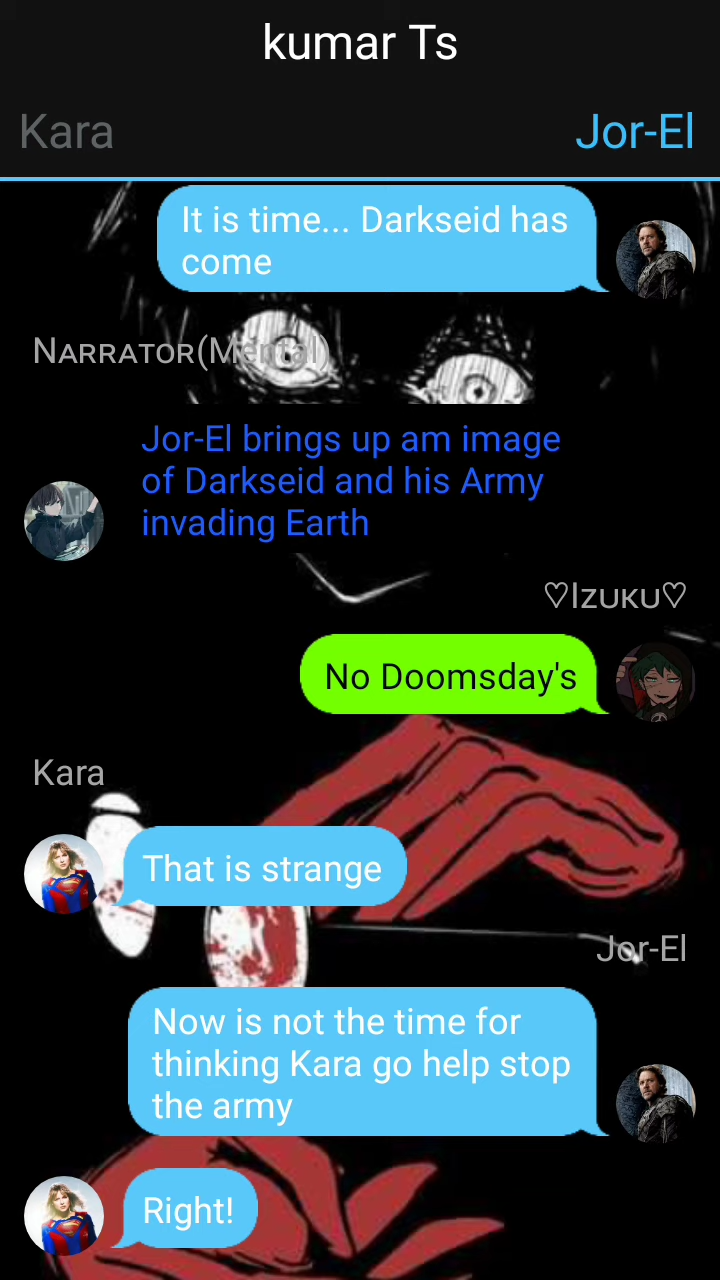 kumar Ts
Kara
Jor-El
It is time... Darkseid has
come
Narrator(Mental)
Jor-El brings up am image
of Darkseid and his Army
invading Earth
♡Izuku♡
No Doomsday's
Kara
That is strange
Jor-El
Now is not the time for
thinking Kara go help stop
the army
Right!